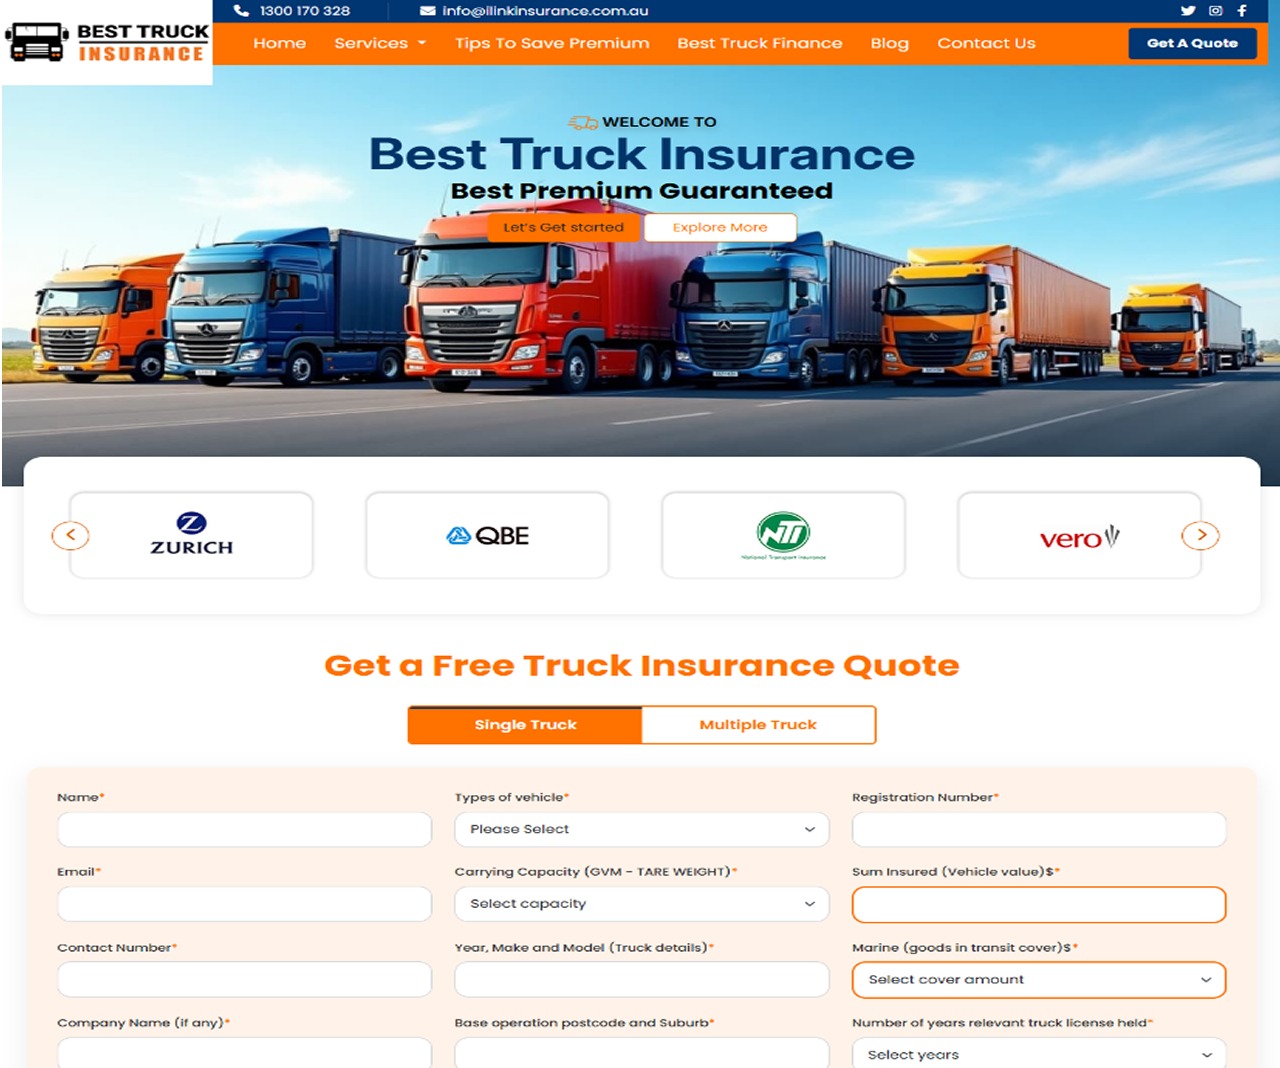 BEST TRUCK
INSURANCE
1300 170 328
info@ilinkinsurance.com.au
Home
Services
Tips To Save Premium
Best Truck Finance
Blog
Contact Us
Get A Quote
WELCOME TO
Best Truck Insurance
Best Premium Guaranteed
Let's Get started
Explore More
ZURICH
QBE
NTI
National Transport Insurance
vero
Get a Free Truck Insurance Quote
Single Truck
Multiple Truck
Name*
Types of vehicle*
Registration Number*
Please Select
Email*
Carrying Capacity (GVM - TARE WEIGHT)*
Sum Insured (Vehicle value)$*
Select capacity
Contact Number*
Year, Make and Model (Truck details)*
Marine (goods in transit cover)$*
Select cover amount
Company Name (if any)*
Base operation postcode and Suburb*
Number of years relevant truck license held*
Select years